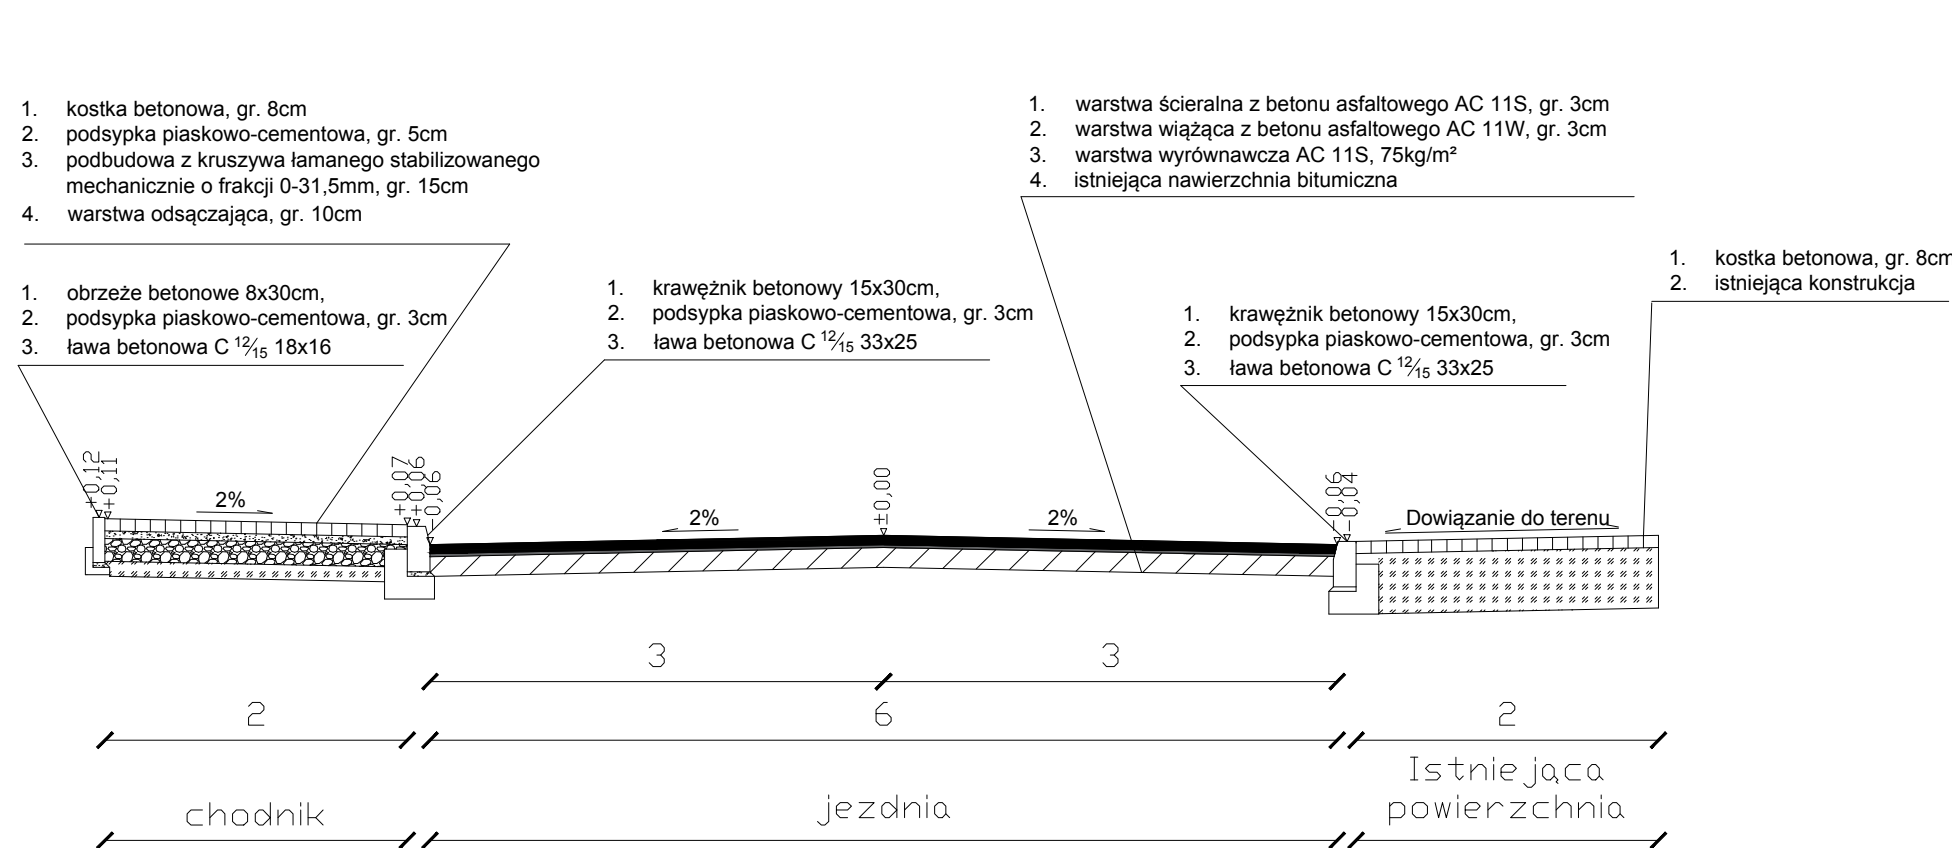 1. kostka betonowa, gr. 8cm
2. podsypka piaskowo-cementowa, gr. 5cm
3. podbudowa z kruszywa łamanego stabilizowanego
mechanicznie o frakcji 0-31,5mm, gr. 15cm
4. warstwa odsączająca, gr. 10cm
1. obrzeże betonowe 8x30cm,
2. podsypka piaskowo-cementowa, gr. 3cm
3. ława betonowa C 12/15 18x16
1. krawężnik betonowy 15x30cm,
2. podsypka piaskowo-cementowa, gr. 3cm
3. ława betonowa C 12/15 33x25
1. warstwa ścieralna z betonu asfaltowego AC 11S, gr. 3cm
2. warstwa wiążąca z betonu asfaltowego AC 11W, gr. 3cm
3. warstwa wyrównawcza AC 11S, 75kg/m²
4. istniejąca nawierzchnia bitumiczna
1. krawężnik betonowy 15x30cm,
2. podsypka piaskowo-cementowa, gr. 3cm
3. ława betonowa C 12/15 33x25
1. kostka betonowa, gr. 8cm
2. istniejąca konstrukcja
+0,12
+0,11
2%
+0,07
+0,06
-0,06
2%
±0,00
2%
-0,06
-0,04
Dowiązanie do terenu
3
3
2
6
2
chodnik
jezdnia
Istniejąca
powierzchnia